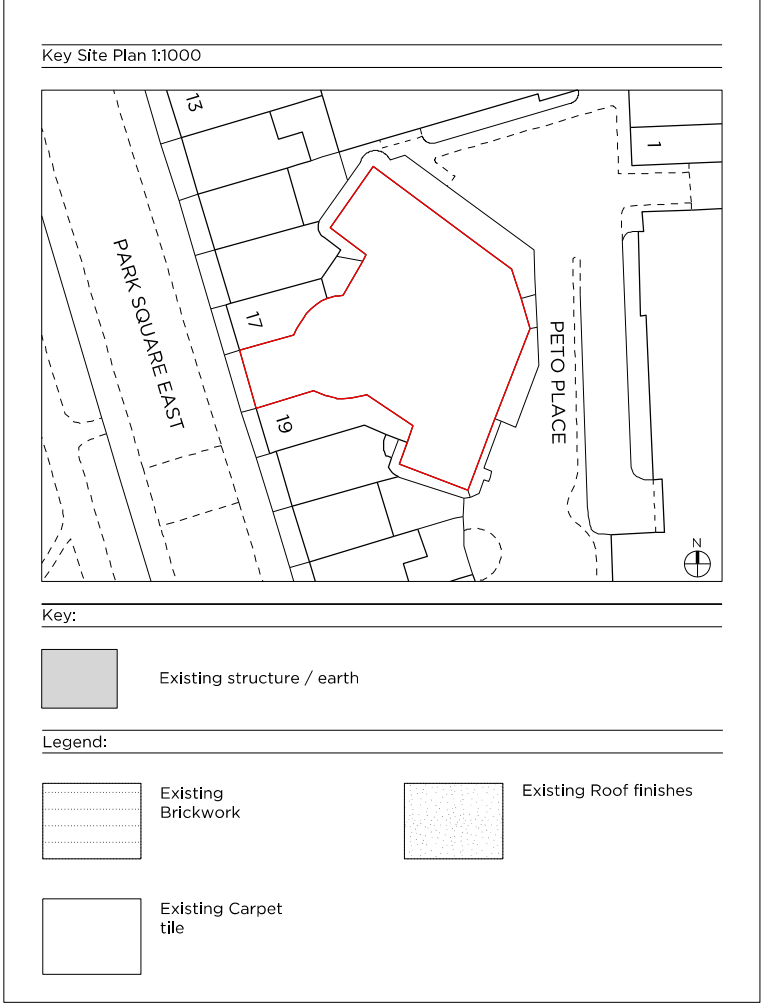 Key Site Plan 1:1000
13
1
PARK SQUARE EAST
17
PETO PLACE
19
N
Key:
Existing structure / earth
Legend:
Existing
Brickwork
Existing Roof finishes
Existing Carpet
tile